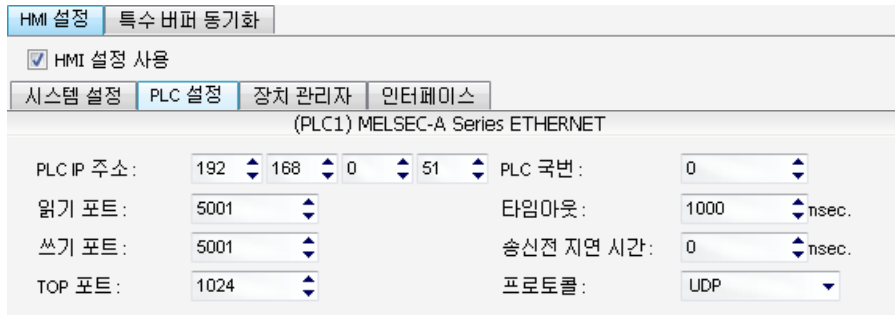 HMI 설정 특수 버퍼 동기화
HMI 설정 사용
시스템 설정 PLC 설정 장치 관리자 인터페이스
(PLC1) MELSEC-A Series ETHERNET
PLC IP 주소 : 192 168 0 51 PLC 국번 : 0
읽기 포트 : 5001 타임아웃 : 1000 msec.
쓰기 포트 : 5001 송신전 지연 시간 : 0 msec.
TOP 포트 : 1024 프로토콜 : UDP